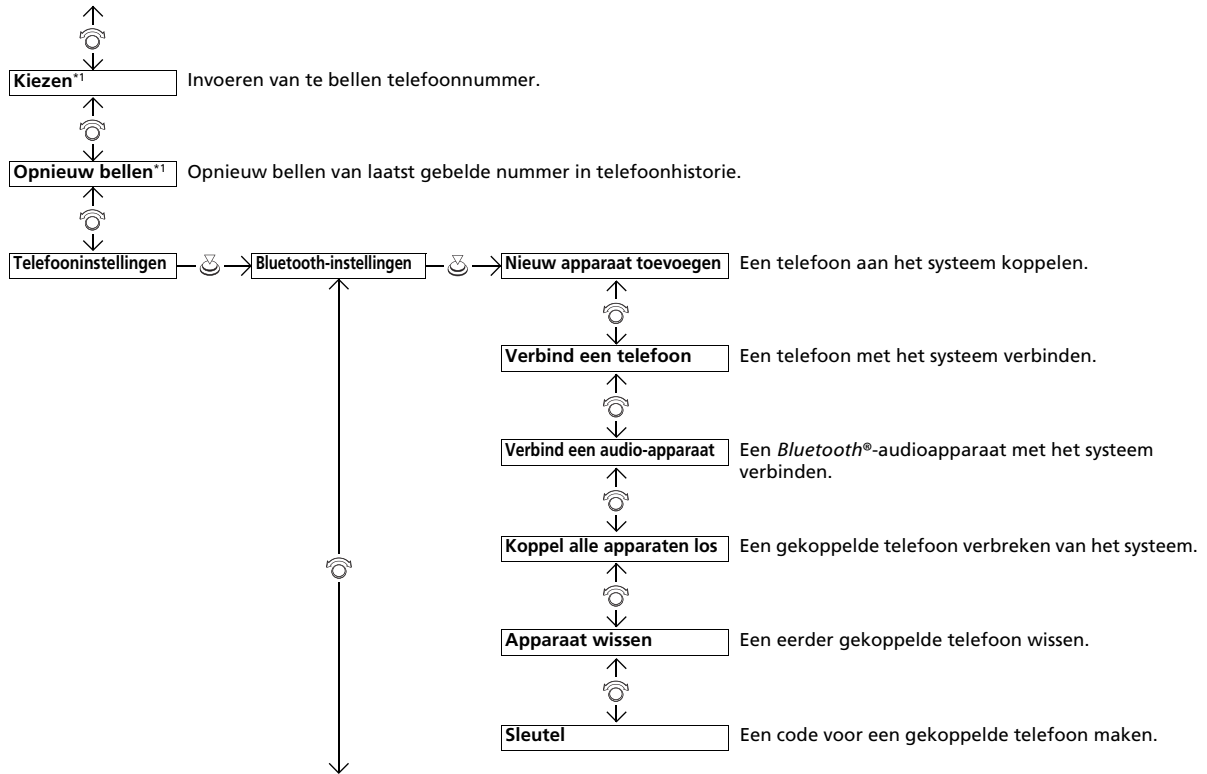 Kiezen*1 Invoeren van te bellen telefoonnummer.
Opnieuw bellen*1 Opnieuw bellen van laatst gebelde nummer in telefoonhistorie.
Telefooninstellingen Bluetooth-instellingen Nieuw apparaat toevoegen Een telefoon aan het systeem koppelen.
Verbind een telefoon Een telefoon met het systeem verbinden.
Verbind een audio-apparaat Een Bluetooth®-audioapparaat met het systeem
verbinden.
Koppel alle apparaten los Een gekoppelde telefoon verbreken van het systeem.
Apparaat wissen Een eerder gekoppelde telefoon wissen.
Sleutel Een code voor een gekoppelde telefoon maken.